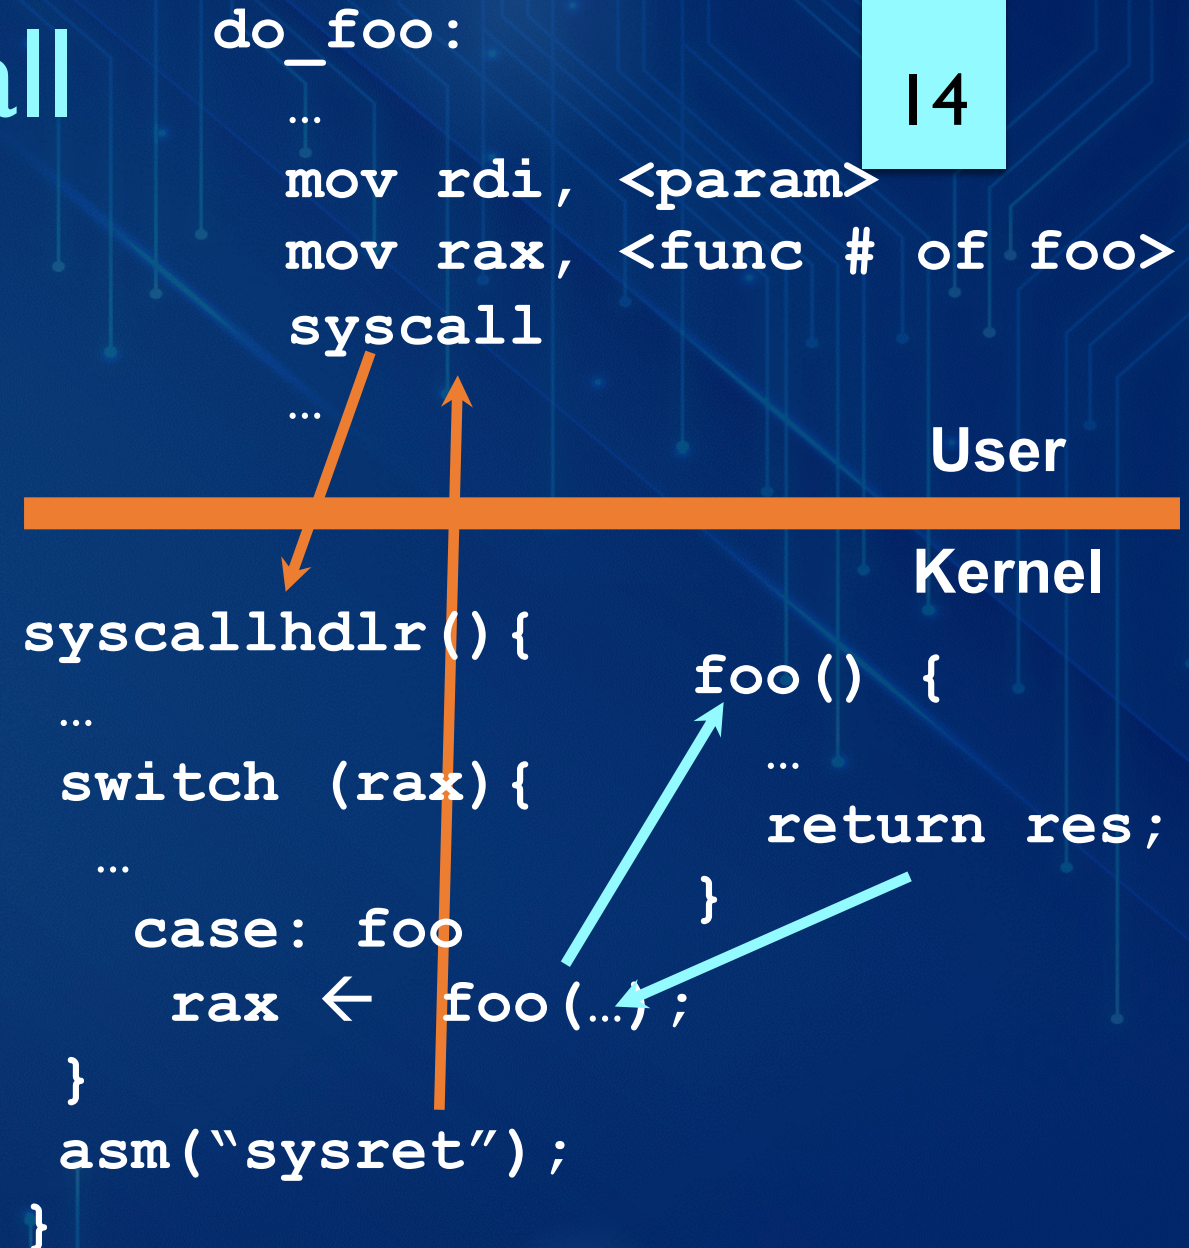 all
14
do_foo:
…
mov rdi, <param>
mov rax, <func # of foo>
syscall
…
User
Kernel
syscallhdlr(){
…
switch (rax){
…
case: foo
rax ← foo(…);
}
asm(“sysret”);
}
foo() {
…
return res;
}